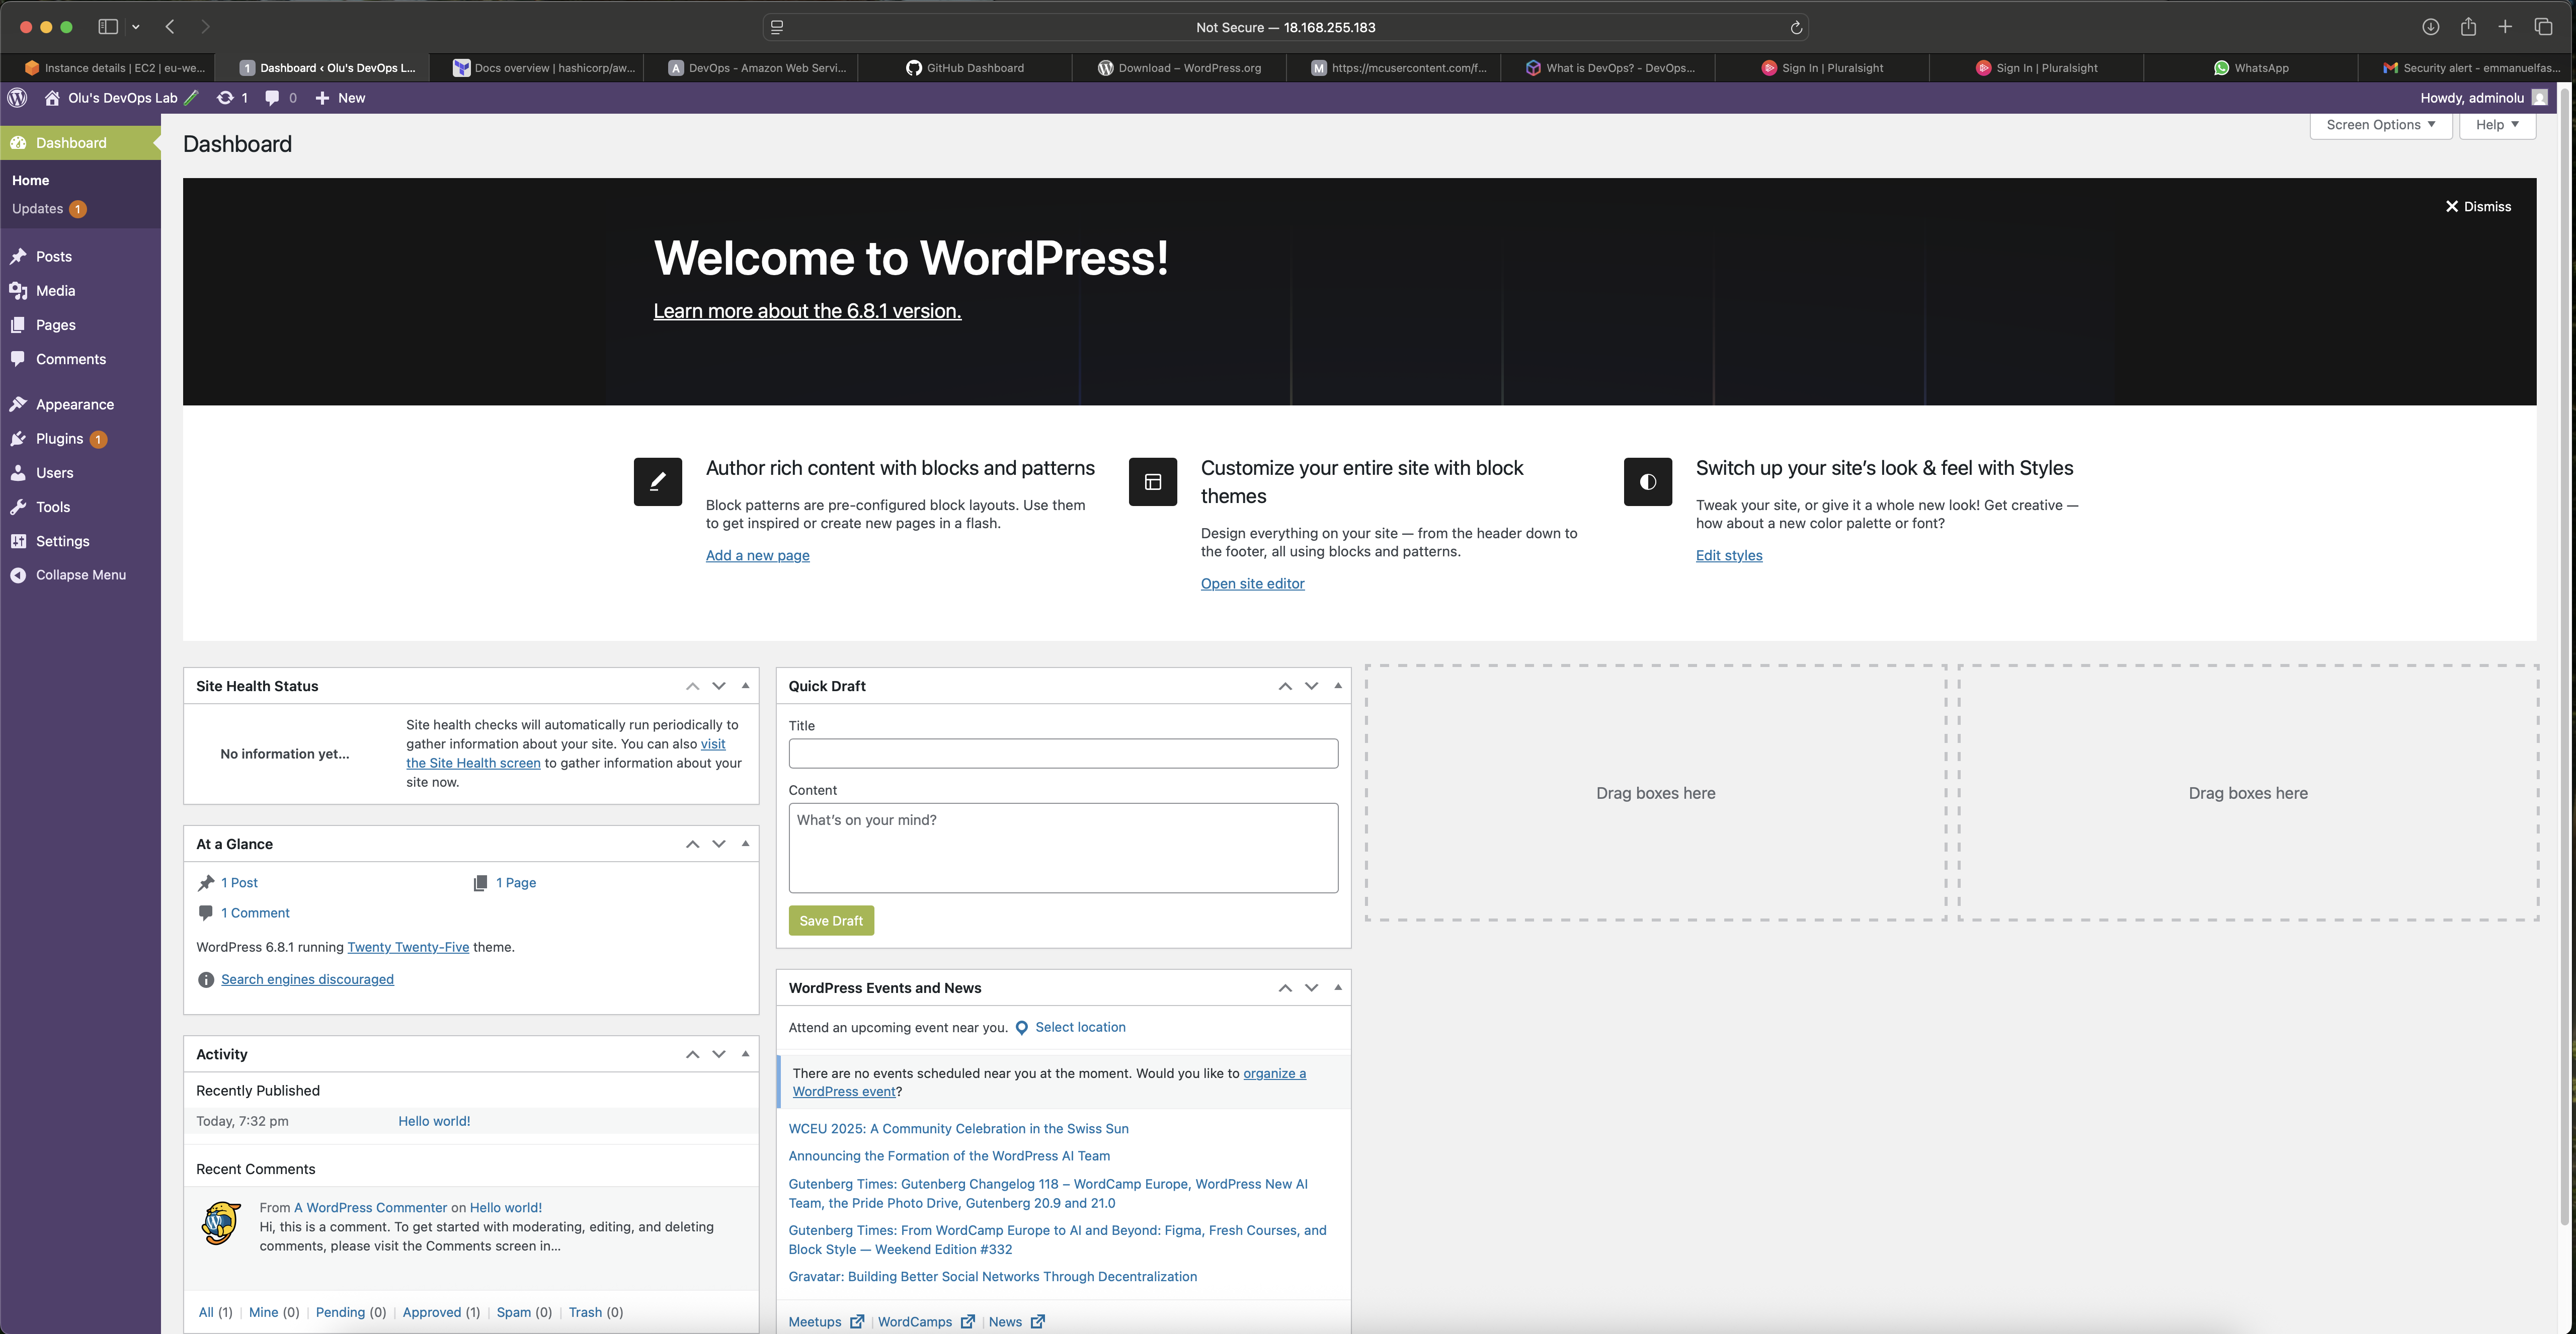 Not Secure — 18.168.255.183
Instance details | EC2 | eu-we...
1 Dashboard ‹ Olu's DevOps L...
Docs overview | hashicorp/aw...
A DevOps - Amazon Web Servi...
GitHub Dashboard
Download – WordPress.org
M https://mcusercontent.com/f...
What is DevOps? - DevOps...
Sign In | Pluralsight
Sign In | Pluralsight
WhatsApp
Security alert - emmanuelfas...
Olu's DevOps Lab 1 0 New
Howdy, adminolu
Dashboard
Home
Updates 1
Posts
Media
Pages
Comments
Appearance
Plugins 1
Users
Tools
Settings
Collapse Menu
Dashboard
Screen Options
Help
Dismiss
Welcome to WordPress!
Learn more about the 6.8.1 version.
Author rich content with blocks and patterns
Block patterns are pre-configured block layouts. Use them
to get inspired or create new pages in a flash.
Add a new page
Customize your entire site with block
themes
Design everything on your site — from the header down to
the footer, all using blocks and patterns.
Open site editor
Switch up your site’s look & feel with Styles
Tweak your site, or give it a whole new look! Get creative —
how about a new color palette or font?
Edit styles
Site Health Status
No information yet...
Site health checks will automatically run periodically to
gather information about your site. You can also visit
the Site Health screen to gather information about your
site now.
At a Glance
1 Post
1 Page
1 Comment
WordPress 6.8.1 running Twenty Twenty-Five theme.
Search engines discouraged
Activity
Recently Published
Today, 7:32 pm Hello world!
Recent Comments
From A WordPress Commenter on Hello world!
Hi, this is a comment. To get started with moderating, editing, and deleting
comments, please visit the Comments screen in...
All (1) | Mine (0) | Pending (0) | Approved (1) | Spam (0) | Trash (0)
Quick Draft
Title
Content
What’s on your mind?
Save Draft
WordPress Events and News
Attend an upcoming event near you. Select location
There are no events scheduled near you at the moment. Would you like to organize a
WordPress event?
WCEU 2025: A Community Celebration in the Swiss Sun
Announcing the Formation of the WordPress AI Team
Gutenberg Times: Gutenberg Changelog 118 – WordCamp Europe, WordPress New AI
Team, the Pride Photo Drive, Gutenberg 20.9 and 21.0
Gutenberg Times: From WordCamp Europe to AI and Beyond: Figma, Fresh Courses, and
Block Style — Weekend Edition #332
Gravatar: Building Better Social Networks Through Decentralization
Meetups | WordCamps | News
Drag boxes here
Drag boxes here